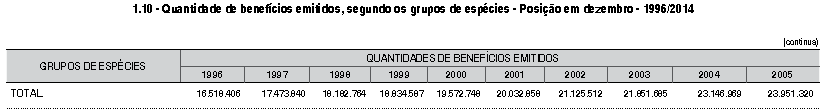 1.10 - Quantidade de benefícios emitidos, segundo os grupos de espécies - Posição em dezembro - 1996/2014
(continua)
GRUPOS DE ESPÉCIES
QUANTIDADES DE BENEFÍCIOS EMITIDOS
1996 1997 1998 1999 2000 2001 2002 2003 2004 2005
TOTAL 16.518.406 17.473.840 18.182.764 18.834.587 19.572.748 20.032.858 21.125.512 21.851.685 23.146.969 23.951.320